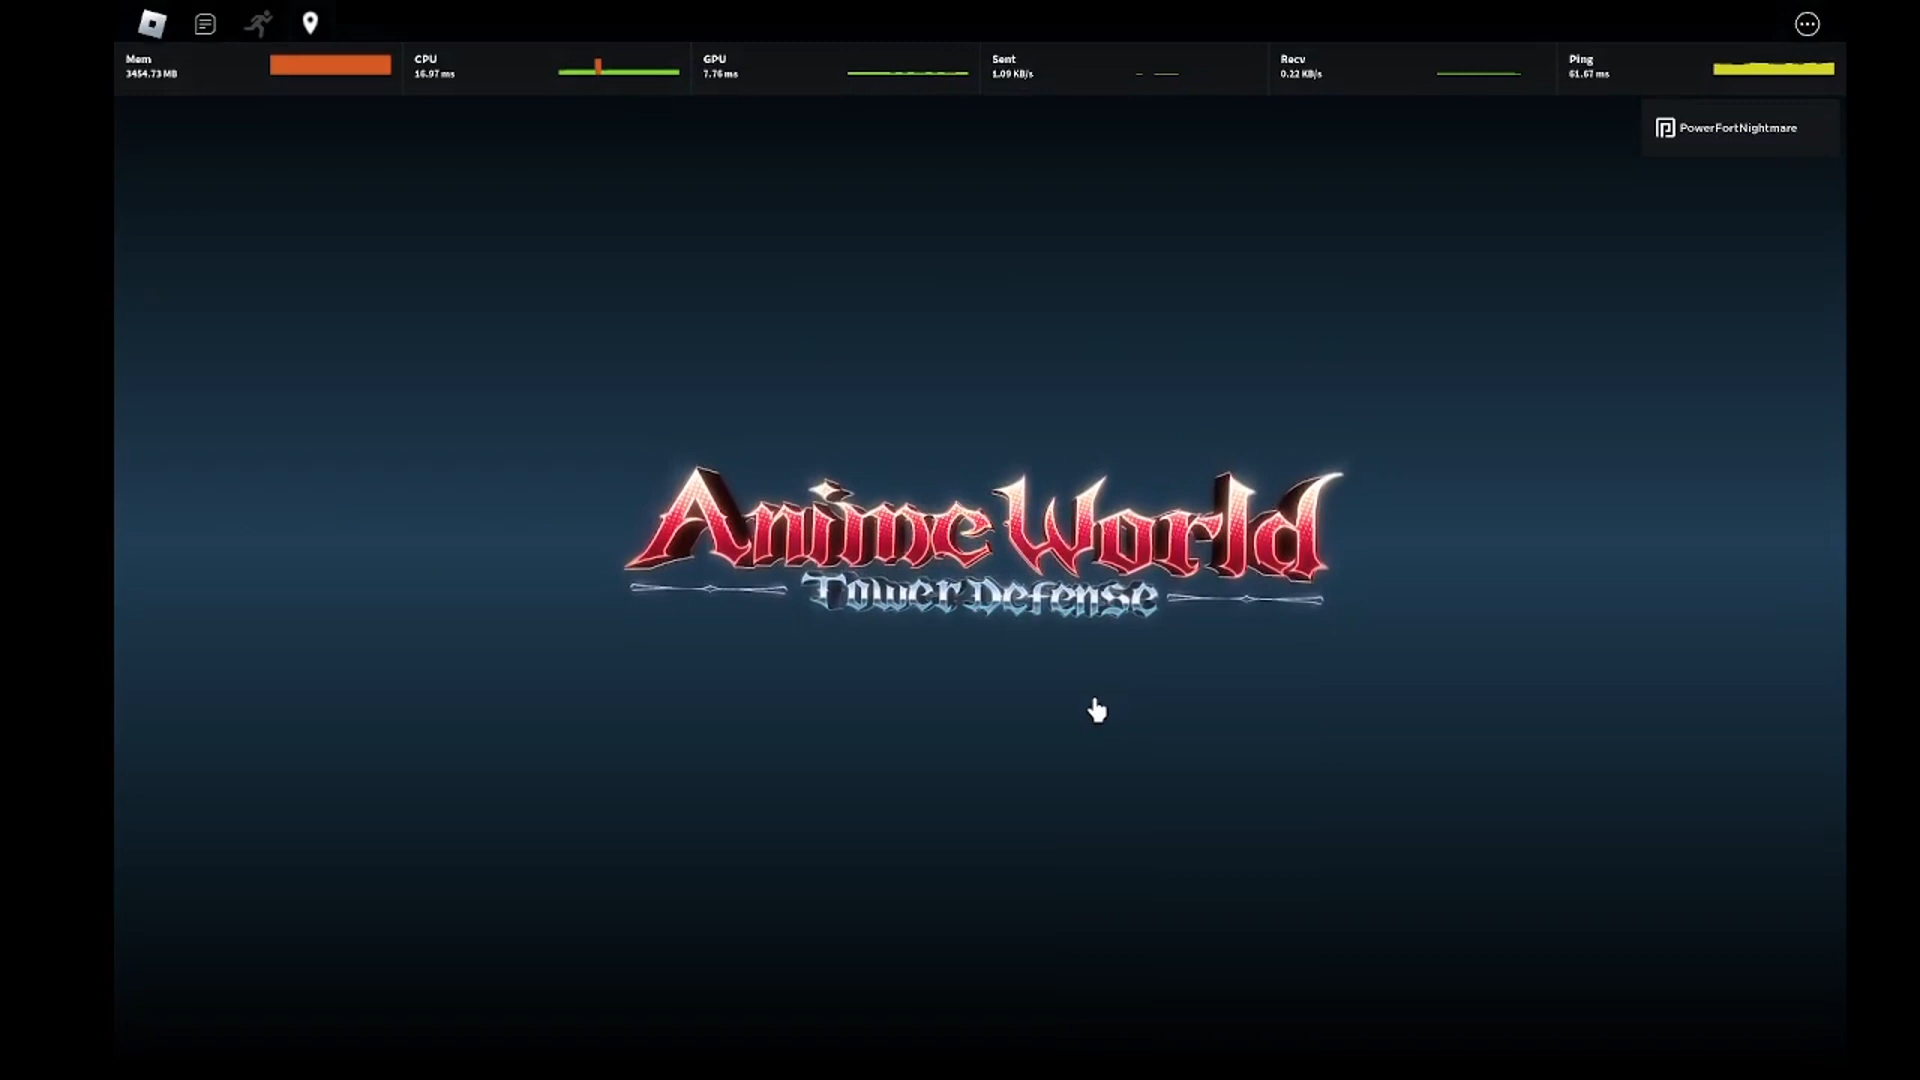 Mem
3454.73 MB
CPU
16.97 ms
GPU
7.76 ms
Sent
1.09 KB/s
Recv
0.22 KB/s
Ping
61.67 ms
PowerFortNightmare
Anime World
Tower Defense